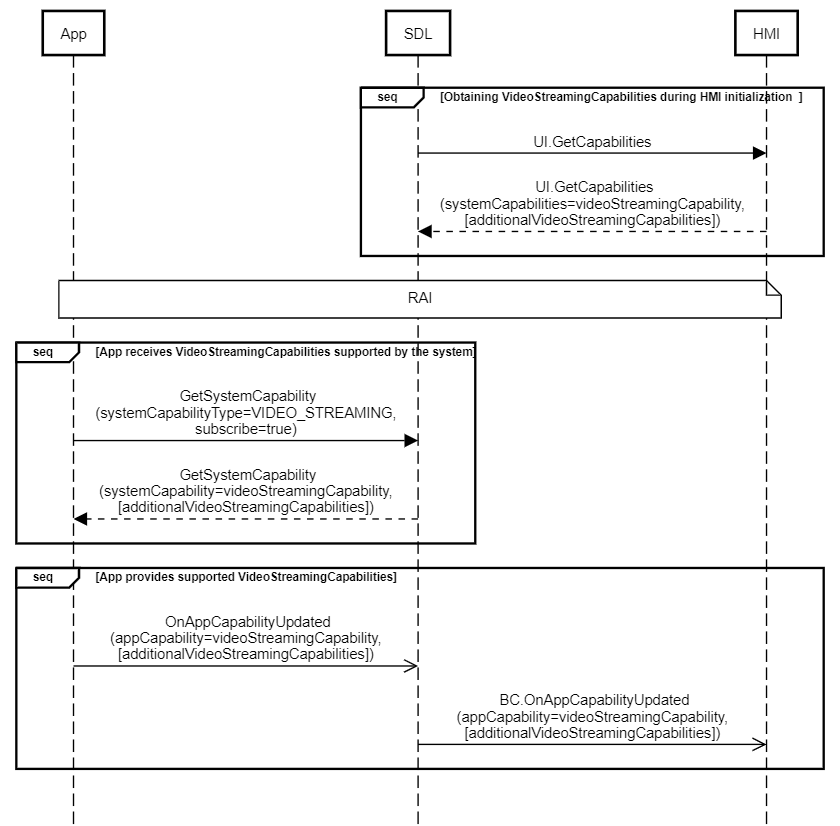 App
SDL
HMI
seq
[Obtaining VideoStreamingCapabilities during HMI initialization ]
UI.GetCapabilities
UI.GetCapabilities
(systemCapabilities=videoStreamingCapability,
[additionalVideoStreamingCapabilities])
RAI
seq
[App receives VideoStreamingCapabilities supported by the system]
GetSystemCapability
(systemCapabilityType=VIDEO_STREAMING,
subscribe=true)
GetSystemCapability
(systemCapability=videoStreamingCapability,
[additionalVideoStreamingCapabilities])
seq
[App provides supported VideoStreamingCapabilities]
OnAppCapabilityUpdated
(appCapability=videoStreamingCapability,
[additionalVideoStreamingCapabilities])
BC.OnAppCapabilityUpdated
(appCapability=videoStreamingCapability,
[additionalVideoStreamingCapabilities])